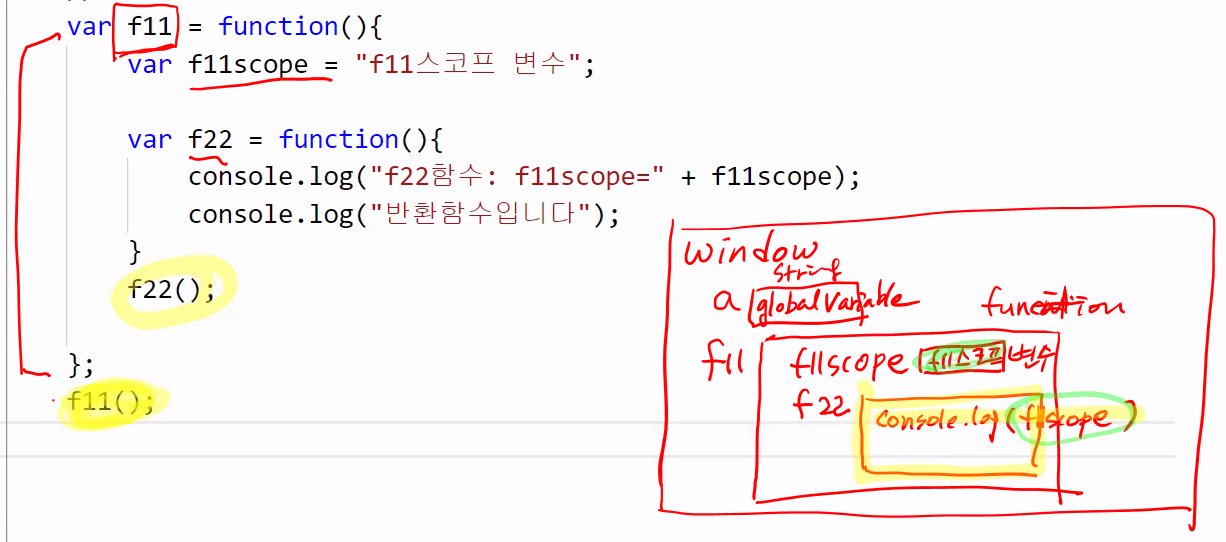 var f11 = function(){
var f11scope = "f11스코프 변수";
var f22 = function(){
console.log("f22함수: f11scope=" + f11scope);
console.log("반환함수입니다");
}
f22();
};
f11();
window
string
a globalVariable
function
f11 f11scope f11스코프 변수
f22
console.log(f11scope)